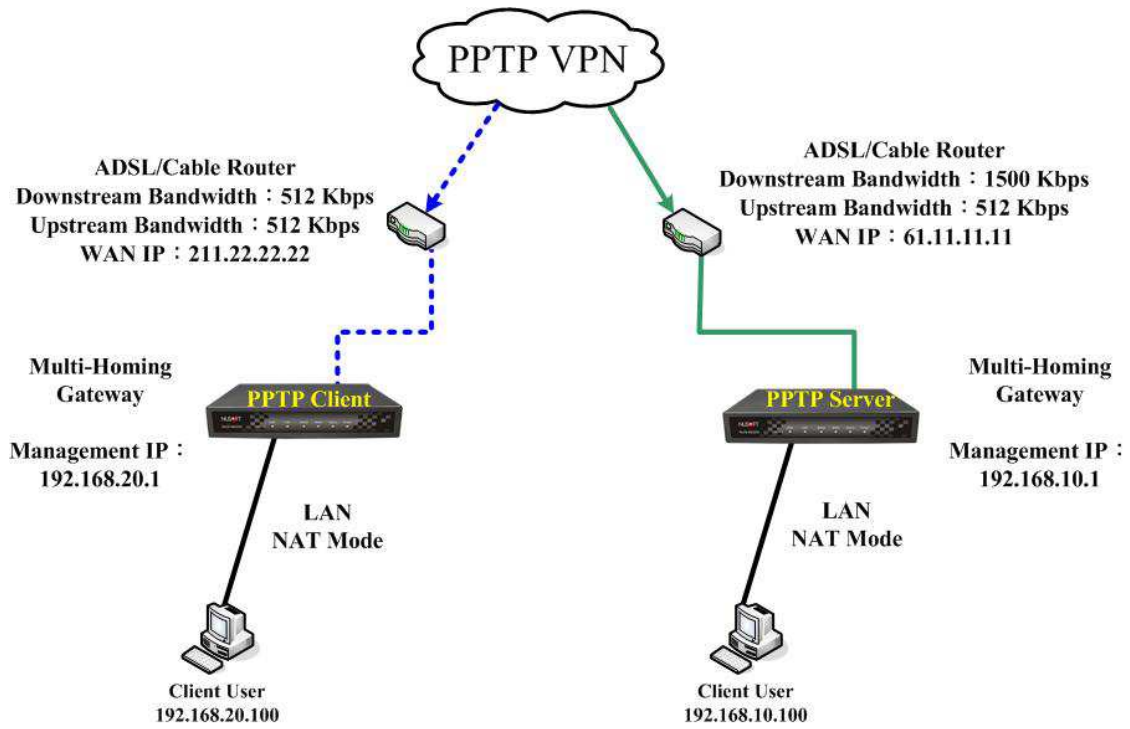 PPTP VPN
ADSL/Cable Router
Downstream Bandwidth：512 Kbps
Upstream Bandwidth：512 Kbps
WAN IP：211.22.22.22
ADSL/Cable Router
Downstream Bandwidth：1500 Kbps
Upstream Bandwidth：512 Kbps
WAN IP：61.11.11.11
Multi-Homing
Gateway
PPTP Client
NUSOFT
Management IP：
192.168.20.1
PPTP Server
NUSOFT
Multi-Homing
Gateway
Management IP：
192.168.10.1
LAN
NAT Mode
LAN
NAT Mode
Client User
192.168.20.100
Client User
192.168.10.100